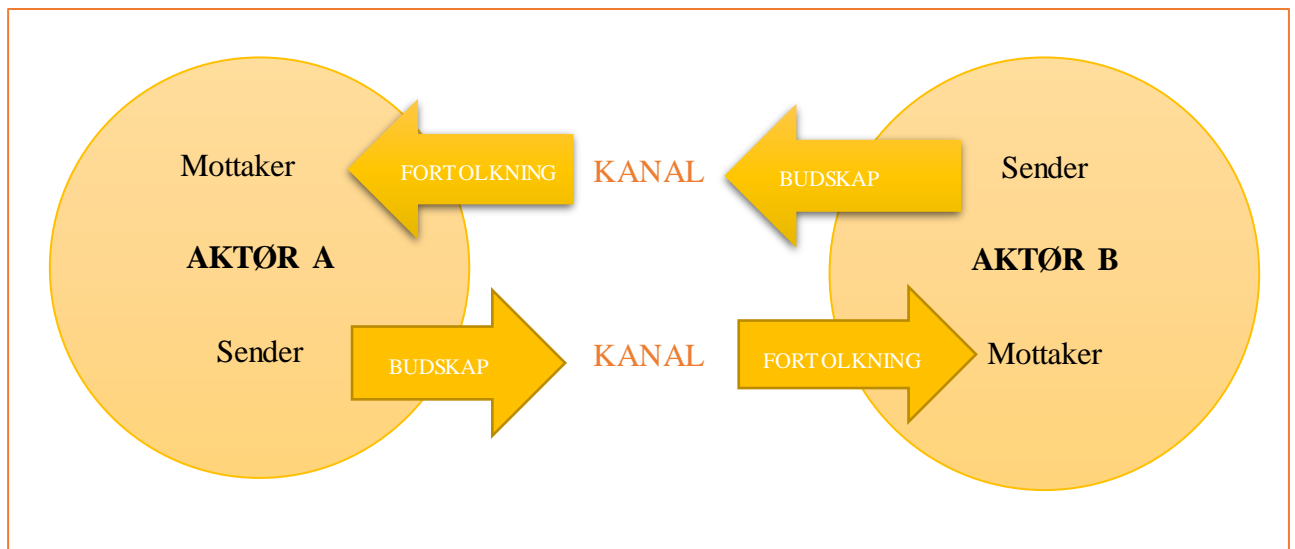 Mottaker
FORTOLKNING
KANAL
BUDSKAP
Sender
AKTØR A
AKTØR B
Sender
BUDSKAP
KANAL
FORTOLKNING
Mottaker